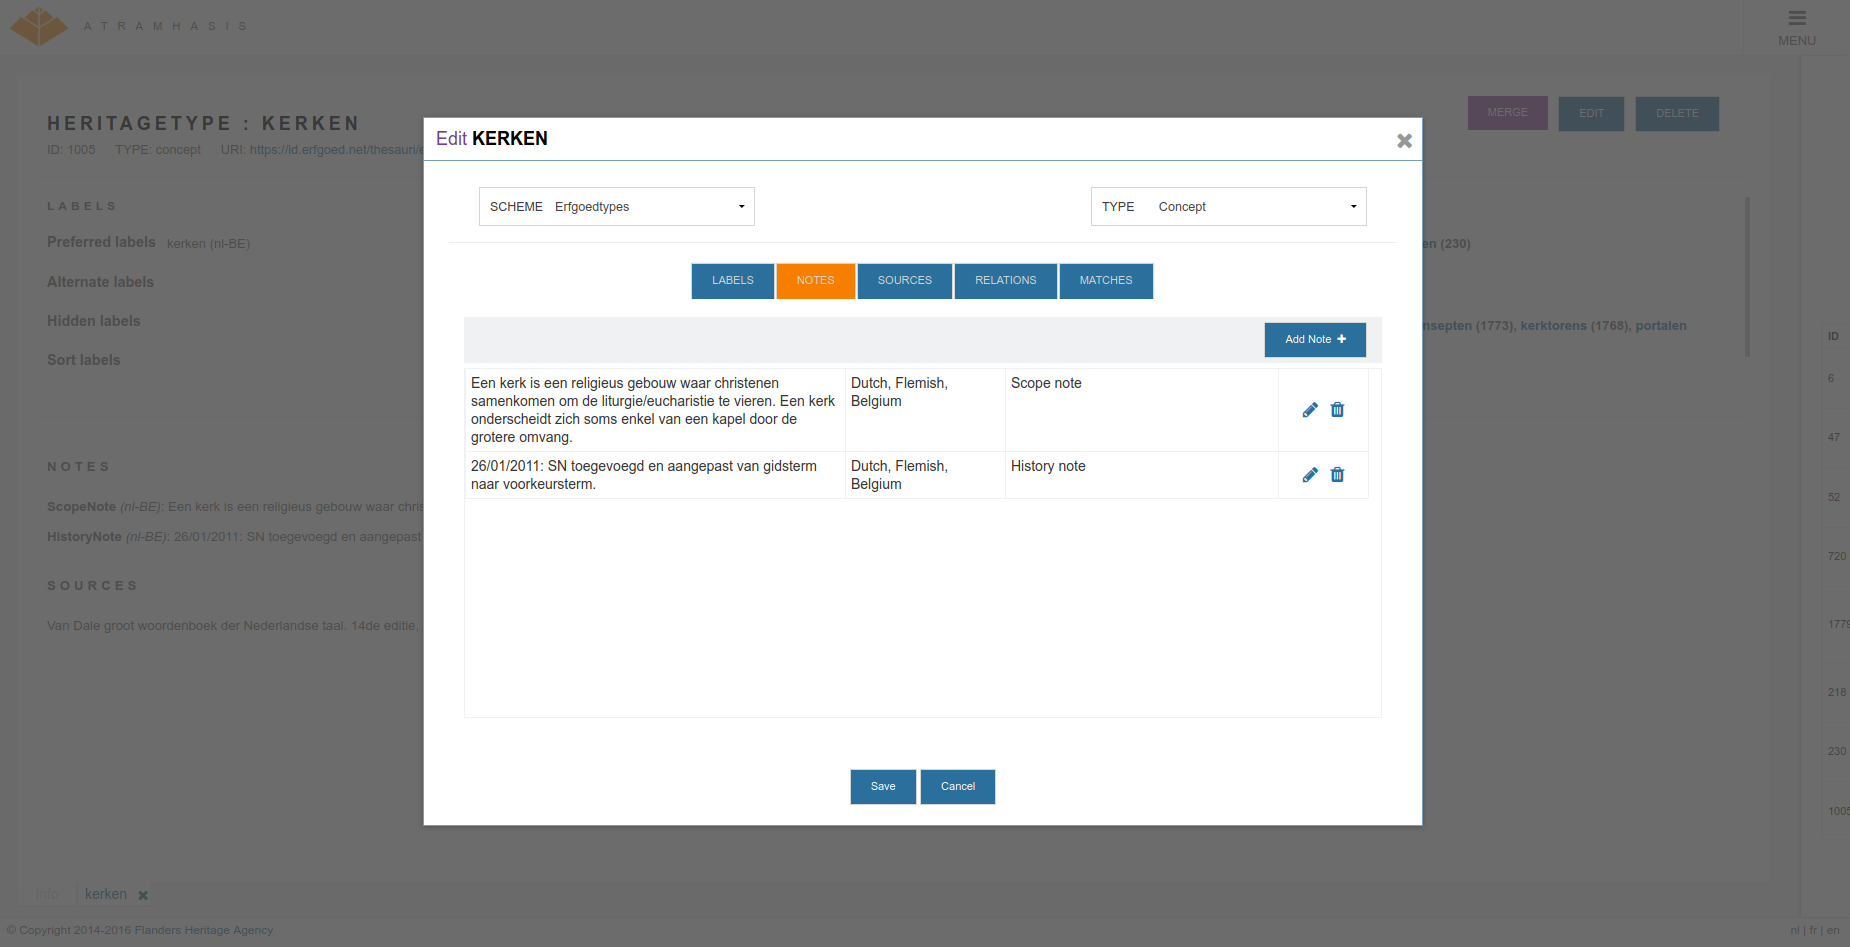 ATRAMHASIS
MENU
HERITAGETYPE : KERKEN
MERGE
EDIT
DELETE
ID: 1005 TYPE: concept URI: https://id.erfgoed.net/thesauri/e
LABELS
Preferred labels kerken (nl-BE)
Alternate labels
Hidden labels
Sort labels
en (230)
nsepten (1773), kerktorens (1768), portalen
NOTES
ScopeNote (nl-BE): Een kerk is een religieus gebouw waar chris
HistoryNote (nl-BE): 26/01/2011: SN toegevoegd en aangepast
SOURCES
Van Dale groot woordenboek der Nederlandse taal. 14de editie,
Edit KERKEN
SCHEME Erfgoedtypes
TYPE Concept
LABELS
NOTES
SOURCES
RELATIONS
MATCHES
Add Note
Een kerk is een religieus gebouw waar christenen
samenkomen om de liturgie/eucharistie te vieren. Een kerk
onderscheidt zich soms enkel van een kapel door de
grotere omvang.
Dutch, Flemish,
Belgium
Scope note
26/01/2011: SN toegevoegd en aangepast van gidsterm
naar voorkeursterm.
Dutch, Flemish,
Belgium
History note
Save
Cancel
ID
6
47
52
720
1779
218
230
1005
Info
kerken
© Copyright 2014-2016 Flanders Heritage Agency
nl | fr | en